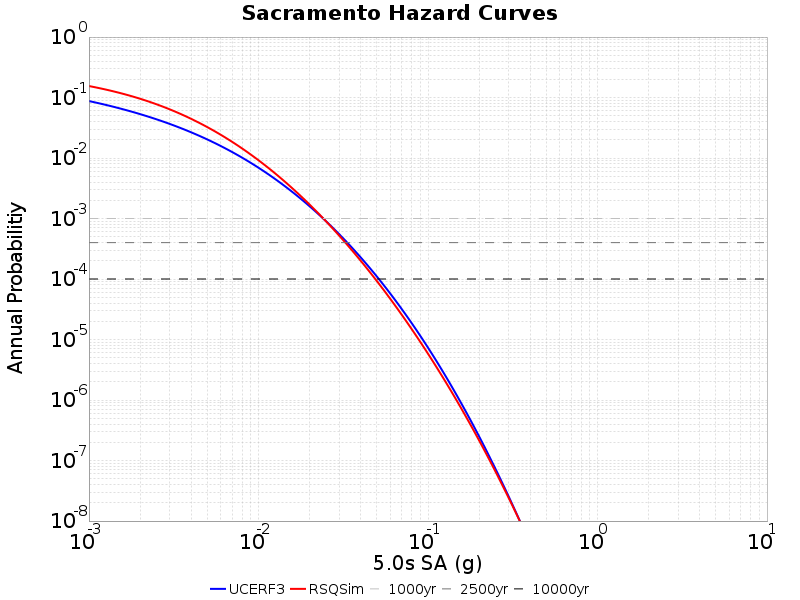 Sacramento Hazard Curves
10^0
10^-1
10^-2
10^-3
10^-4
10^-5
10^-6
10^-7
10^-8
Annual Probabilitiy
10^-3 10^-2 10^-1 10^0 10^1
5.0s SA (g)
UCERF3 RSQSim 1000yr 2500yr 10000yr